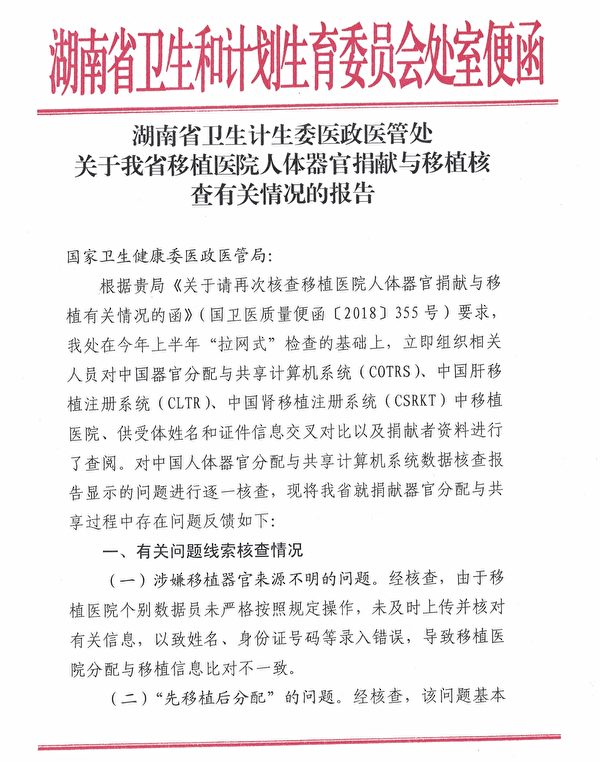 湖南省卫生和计划生育委员会处室便函
湖南省卫生计生委医政医管处
关于我省移植医院人体器官捐献与移植核
查有关情况的报告
国家卫生健康委医政医管局：
根据贵局《关于请再次核查移植医院人体器官捐献与移
植有关情况的函》（国卫医质量便函〔2018〕355 号）要求，
我处在今年上半年“拉网式”检查的基础上，立即组织相关
人员对中国器官分配与共享计算机系统（COTRS）、中国肝移
植注册系统（CLTR）、中国肾移植注册系统（CSRKT）中移植
医院、供受体姓名和证件信息交叉对比以及捐献者资料进行
了查阅。对中国人体器官分配与共享计算机系统数据核查报
告显示的问题进行逐一核查，现将我省就捐献器官分配与共
享过程中存在问题反馈如下：
一、有关问题线索核查情况
（一）涉嫌移植器官来源不明的问题。经核查，由于移
植医院个别数据员未严格按照规定操作，未及时上传并核对
有关信息，以致姓名、身份证号码等录入错误，导致移植医
院分配与移植信息比对不一致。
（二）“先移植后分配”的问题。经核查，该问题基本